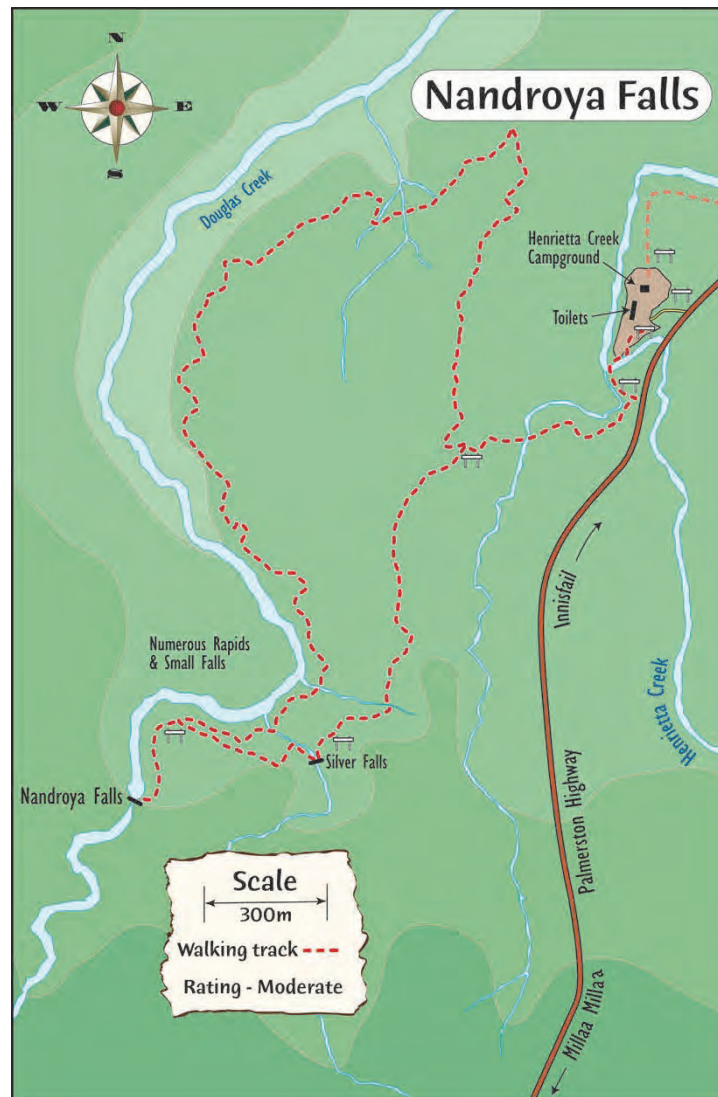 N
W
E
S
Nandroya Falls
Douglas Creek
Henrietta Creek
Campground
Toilets
Innisfail
Numerous Rapids
& Small Falls
Henrietta Creek
Silver Falls
Nandroya Falls
Palmerston Highway
Scale
300m
Walking track
Rating - Moderate
Millaa Millaa